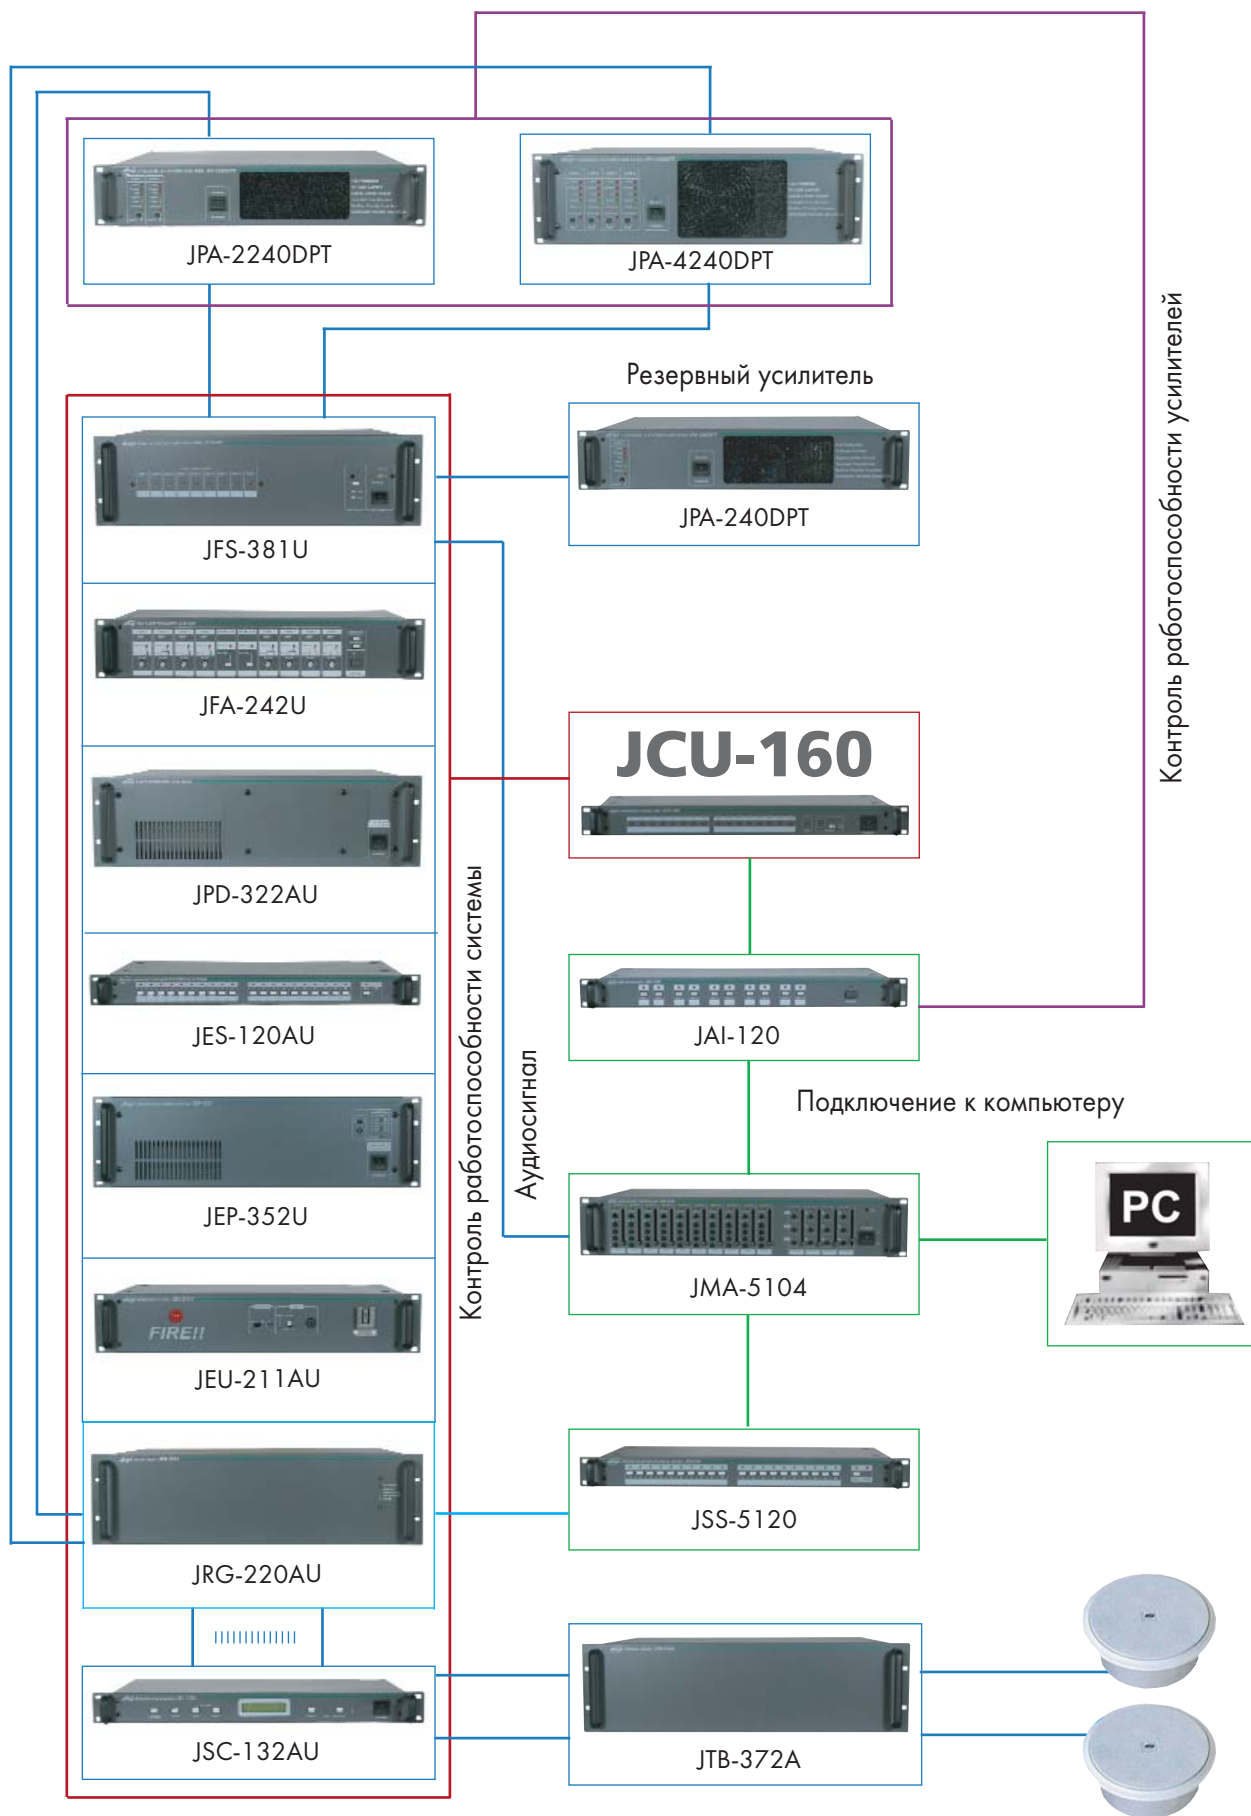 JPA-2240DPT
JPA-4240DPT
Резервный усилитель
JPA-240DPT
JFS-381U
JFA-242U
JCU-160
JPD-322AU
JES-120AU
JAI-120
Подключение к компьютеру
PC
JEP-352U
JMA-5104
FIRE!!
JEU-211AU
JSS-5120
JRG-220AU
JSC-132AU
JTB-372A
Контроль работоспособности системы
Аудиосигнал
Контроль работоспособности усилителей